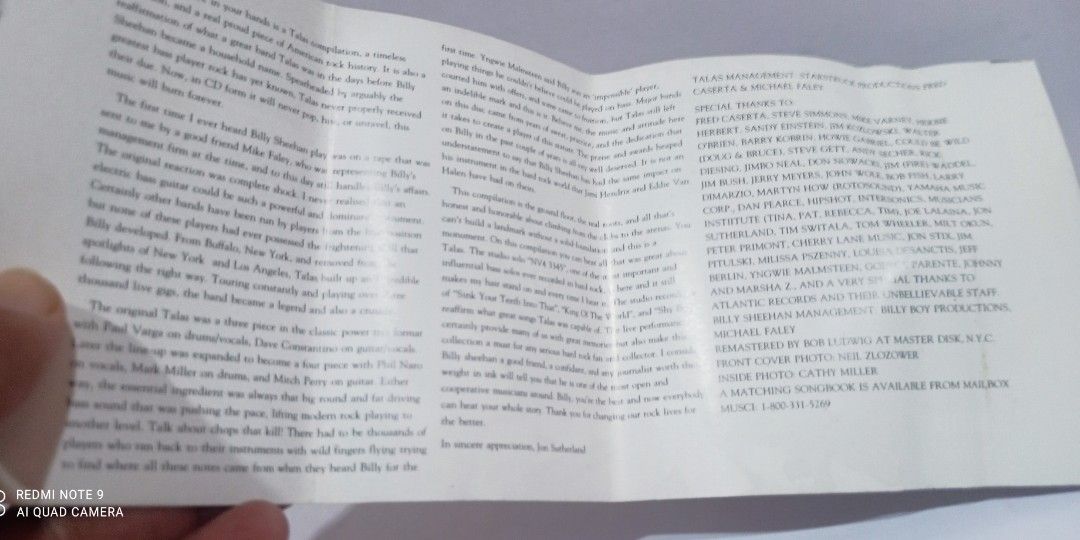 in your hands is a Talas compilation, a timeless
and a real proud piece of American rock history. It is also a
reaffirmation of what a great band Talas was in the days before Billy
Sheehan became a household name. Spearheaded by arguably the
greatest bass player rock has yet known, Talas never properly received
their due. Now, an CD form it will never pop, hiss, or unravel, this
music will burn forever.
The first time I ever heard Billy Sheehan play was on a tape that was
sent to me by a good friend Mike Faley, who was representing Billy's
management firm at the time, and to this day still handles Billy's affairs.
The original reaction was complete shock. I never realised an
electric bass guitar could be such a powerful and dominant instrument.
Certainly other hands have been run by players from the
but none of these players had ever possessed the frightening skill that
Billy developed. From Buffalo, New York, and removed from the
spotlights of New York and Los Angeles, Talas built up an incredible
following the right way. Touring constantly and playing over three
thousand live gigs, the band became a legend and also a
The original Talas was a three piece in the classic power trio format
with Paul Varga on drums/vocals, Dave Constantino on guitar/vocals.
Later the line-up was expanded to become a four piece with Phil Naro
on vocals, Mark Miller on drums, and Mitch Perry on guitar. Either
way, the essential ingredient was always that big round and fat driving
bass sound that was pushing the pace, lifting modern rock playing to
another level. Talk about chops that kill! There had to be thousands of
players who ran back to their instruments with wild fingers flying trying
to find where all these notes came from when they heard Billy for the
first time. Yngwie Malmsteen said Billy was an 'impossible' player,
playing things he couldn't believe could be played on bass. Major bands
courted him with offers, and some came to fruition, but Talas still left
an indelible mark and this is it. Believe me, the music and attitude here
on this disc came from years of sweat, practice, and the dedication that
it takes to create a player of this stature. The praise and awards heaped
on Billy in the past couple of years is all very well deserved. It is not an
understatement to say that Billy Sheehan has had the same impact on
his instrument in the hard rock world that Jimi Hendrix and Eddie Van
Halen have had on them.
This compilation is the ground floor, the real roots, and all that's
honest and honorable about climbing from the clubs to the arenas. You
can't build a landmark without a solid foundation and this is a
monument. On this compilation you can hear all that was great about
Talas. The studio solo "NV4 3345", one of the most important and
influential bass solos ever recorded in hard rock, is here and it still
makes my hair stand on end every time I hear it. The studio
of "Sink Your Teeth Into That", "King Of The World", and "Shy
reaffirm what great songs Talas was capable of. The live performances
certainly provide many of us with great memories but also make this
collection a must for any serious hard rock fan and collector. I consider
Billy sheehan a good friend, a confidant, and any journalist worth the
weight in ink will tell you that he is one of the most open and
cooperative musicians around. Billy, you're the best and now everybody
can hear your whole story. Thank you for changing our rock lives for
the better.
In sincere appreciation, Jon Sutherland
TALAS MANAGEMENT: STARSTRUCK PRODUCTIONS FRED
CASERTA & MICHAEL FALEY
SPECIAL THANKS TO:
FRED CASERTA, STEVE SIMMONS, MIKE VARNEY, HERBIE
HERBERT, SANDY EINSTEIN, JIM KOZLOWSKI, WALTER
O'BRIEN, BARRY KOBRIN, HOWIE GABRIEL, COULD BE WILD
(DOUG & BRUCE), STEVE GETT, ANDY SECHER, RICK
DIESING, JIMBO NEAL, DON NOWACKI, JIM (FIRE) WADDEL,
JIM BUSH, JERRY MEYERS, JOHN WOLF, BOB FISH, LARRY
DIMARZIO, MARTYN HOW (ROTOSOUND), YAMAHA MUSIC
CORP., DAN PEARCE, HIPSHOT, INTERSONICS, MUSICIANS
INSTIITUTE (TINA, PAT, REBECCA, TIM), JOE LALAINA, JON
SUTHERLAND, TIM SWITALA, TOM WHEELER, MILT OKUN,
PETER PRIMONT, CHERRY LANE MUSIC, JON STIX, JIM
PITULSKI, MILISSA PSZENNY, LOUISA DESANCTIS, JEFF
BERLIN, YNGWIE MALMSTEEN, PARENTE, JOHNNY
AND MARSHA Z., AND A VERY SPECIAL THANKS TO
ATLANTIC RECORDS AND THEIR UNBELLIEVABLE STAFF.
BILLY SHEEHAN MANAGEMENT: BILLY BOY PRODUCTIONS,
MICHAEL FALEY
REMASTERED BY BOB LUDWIG AT MASTER DISK, N.Y.C.
FRONT COVER PHOTO: NEIL ZLOZOWER
INSIDE PHOTO: CATHY MILLER
A MATCHING SONGBOOK IS AVAILABLE FROM MAILBOX
MUSCI: 1-800-331-5269
REDMI NOTE 9
AI QUAD CAMERA